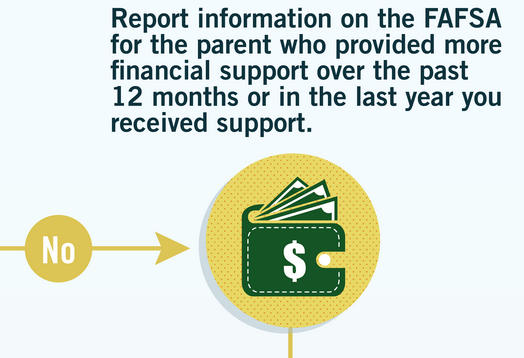 Report information on the FAFSA
for the parent who provided more
financial support over the past
12 months or in the last year you
received support.
No
$